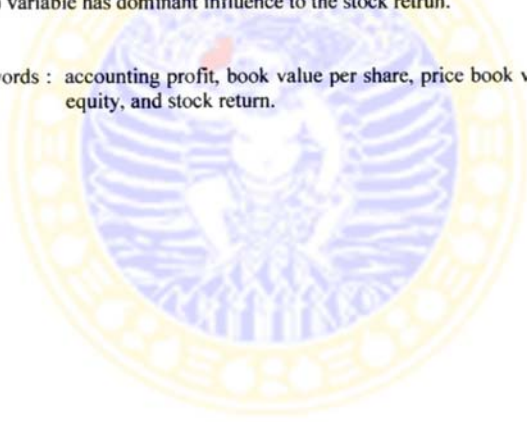 variable has dominant influence to the stock retrun.
ords : accounting profit, book value per share, price book v
equity, and stock return.